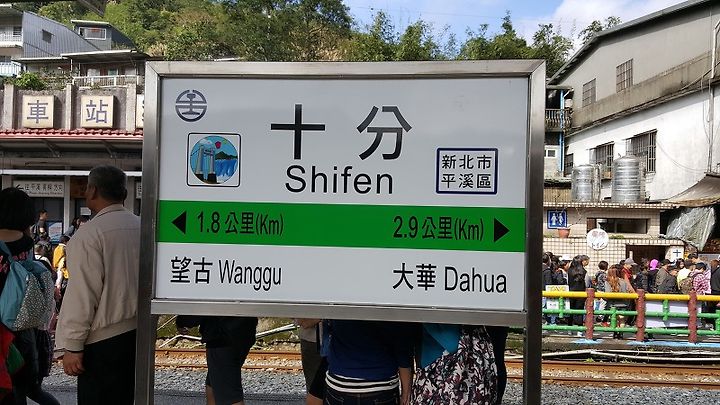 車站
十分
Shifen
新北市
平溪區
1.8 公里(Km)
2.9 公里(Km)
望古 Wanggu
大華 Dahua